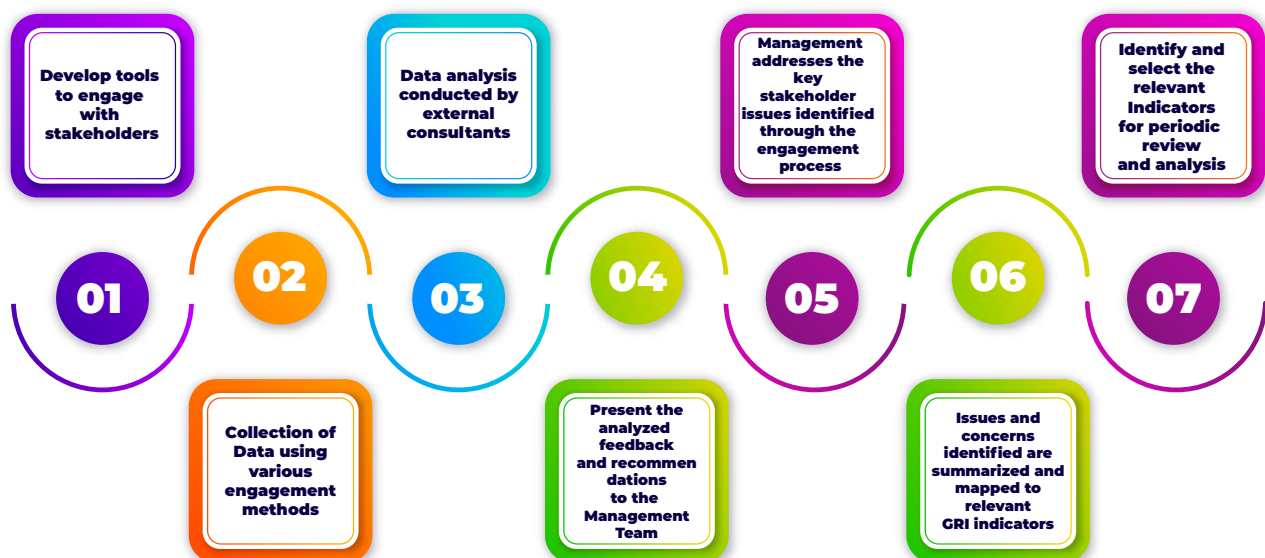 01
Develop tools
to engage
with
stakeholders
02
Collection of
Data using
various
engagement
methods
03
Data analysis
conducted by
external
consultants
04
Present the
analyzed
feedback
and recommen
dations
to the
Management
Team
05
Management
addresses the
key
stakeholder
issues identified
through the
engagement
process
06
Issues and
concerns
identified are
summarized and
mapped to
relevant
GRI indicators
07
Identify and
select the
relevant
Indicators
for periodic
review
and analysis